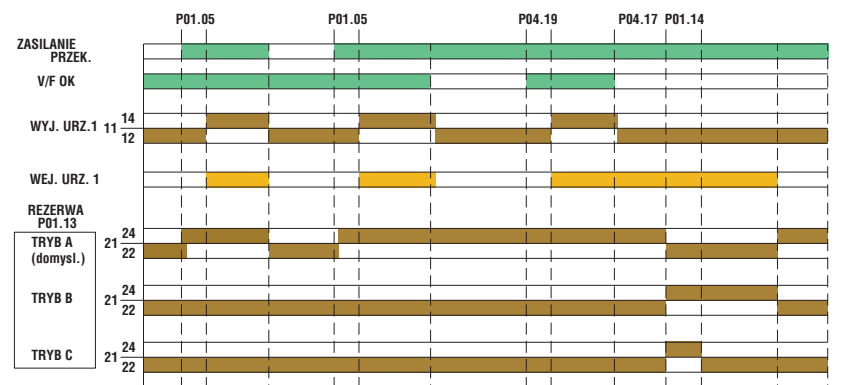 P01.05 P01.05 P04.19 P04.17 P01.14
ZASILANIE
PRZEK.
V/F OK
WYJ. URZ.1 11 14
12
WEJ. URZ. 1
REZERWA
P01.13
TRYB A 21 24
22
(domysl.)
TRYB B 21 24
22
TRYB C 21 24
22